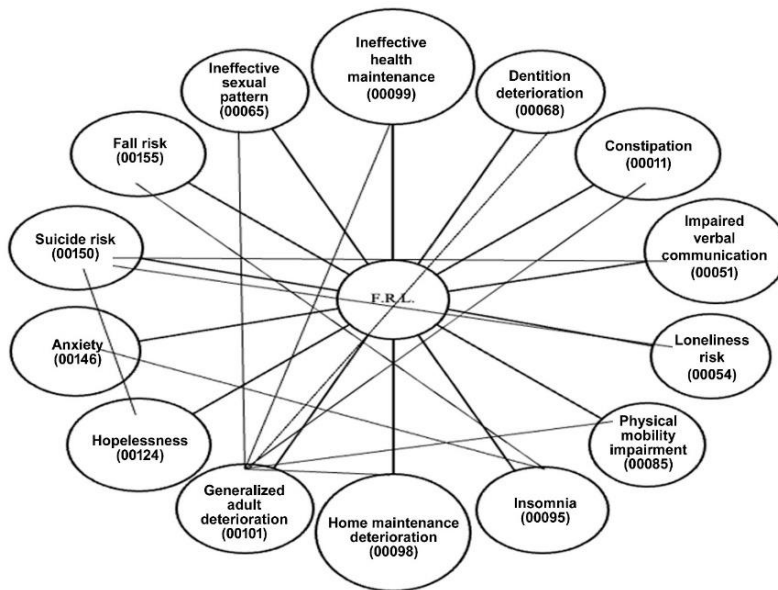 Ineffective
health
maintenance
(00099)
Ineffective
sexual
pattern
(00065)
Dentition
deterioration
(00068)
Fall risk
(00155)
Constipation
(00011)
Suicide risk
(00150)
Impaired
verbal
communication
(00051)
F.R.L.
Anxiety
(00146)
Loneliness
risk
(00054)
Hopelessness
(00124)
Physical
mobility
impairment
(00085)
Generalized
adult
deterioration
(00101)
Home maintenance
deterioration
(00098)
Insomnia
(00095)